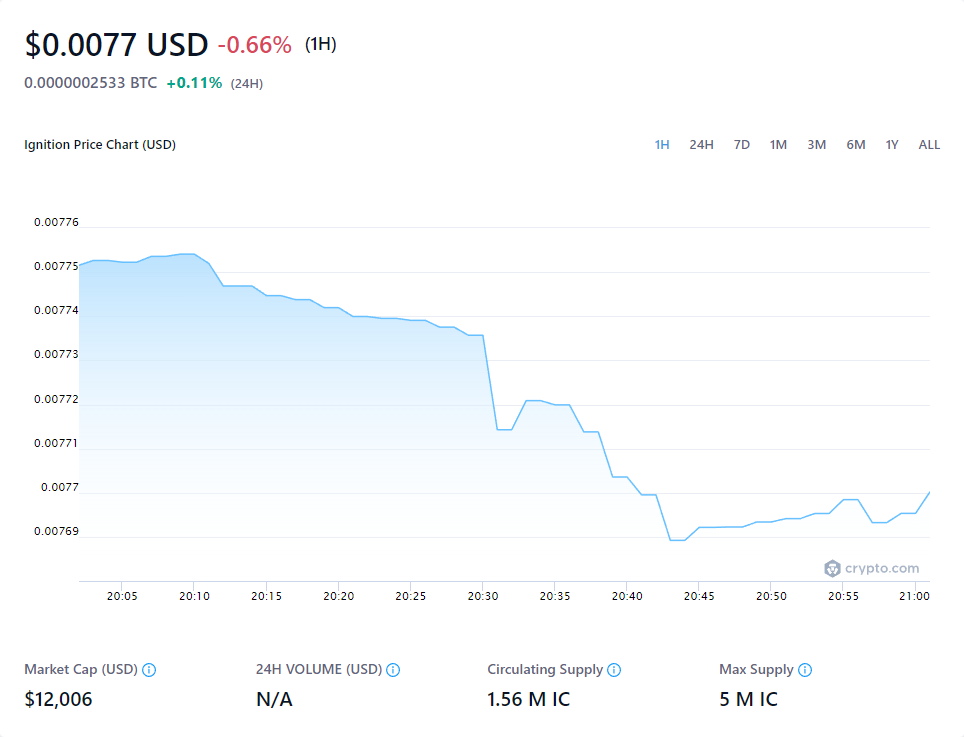 $0.0077 USD -0.66% (1H)
0.0000002533 BTC +0.11% (24H)
Ignition Price Chart (USD) 1H 24H 7D 1M 3M 6M 1Y ALL
0.00776
0.00775
0.00774
0.00773
0.00772
0.00771
0.0077
0.00769
crypto.com
20:05 20:10 20:15 20:20 20:25 20:30 20:35 20:40 20:45 20:50 20:55 21:00
Market Cap (USD) 24H VOLUME (USD) Circulating Supply Max Supply
$12,006 N/A 1.56 M IC 5 M IC